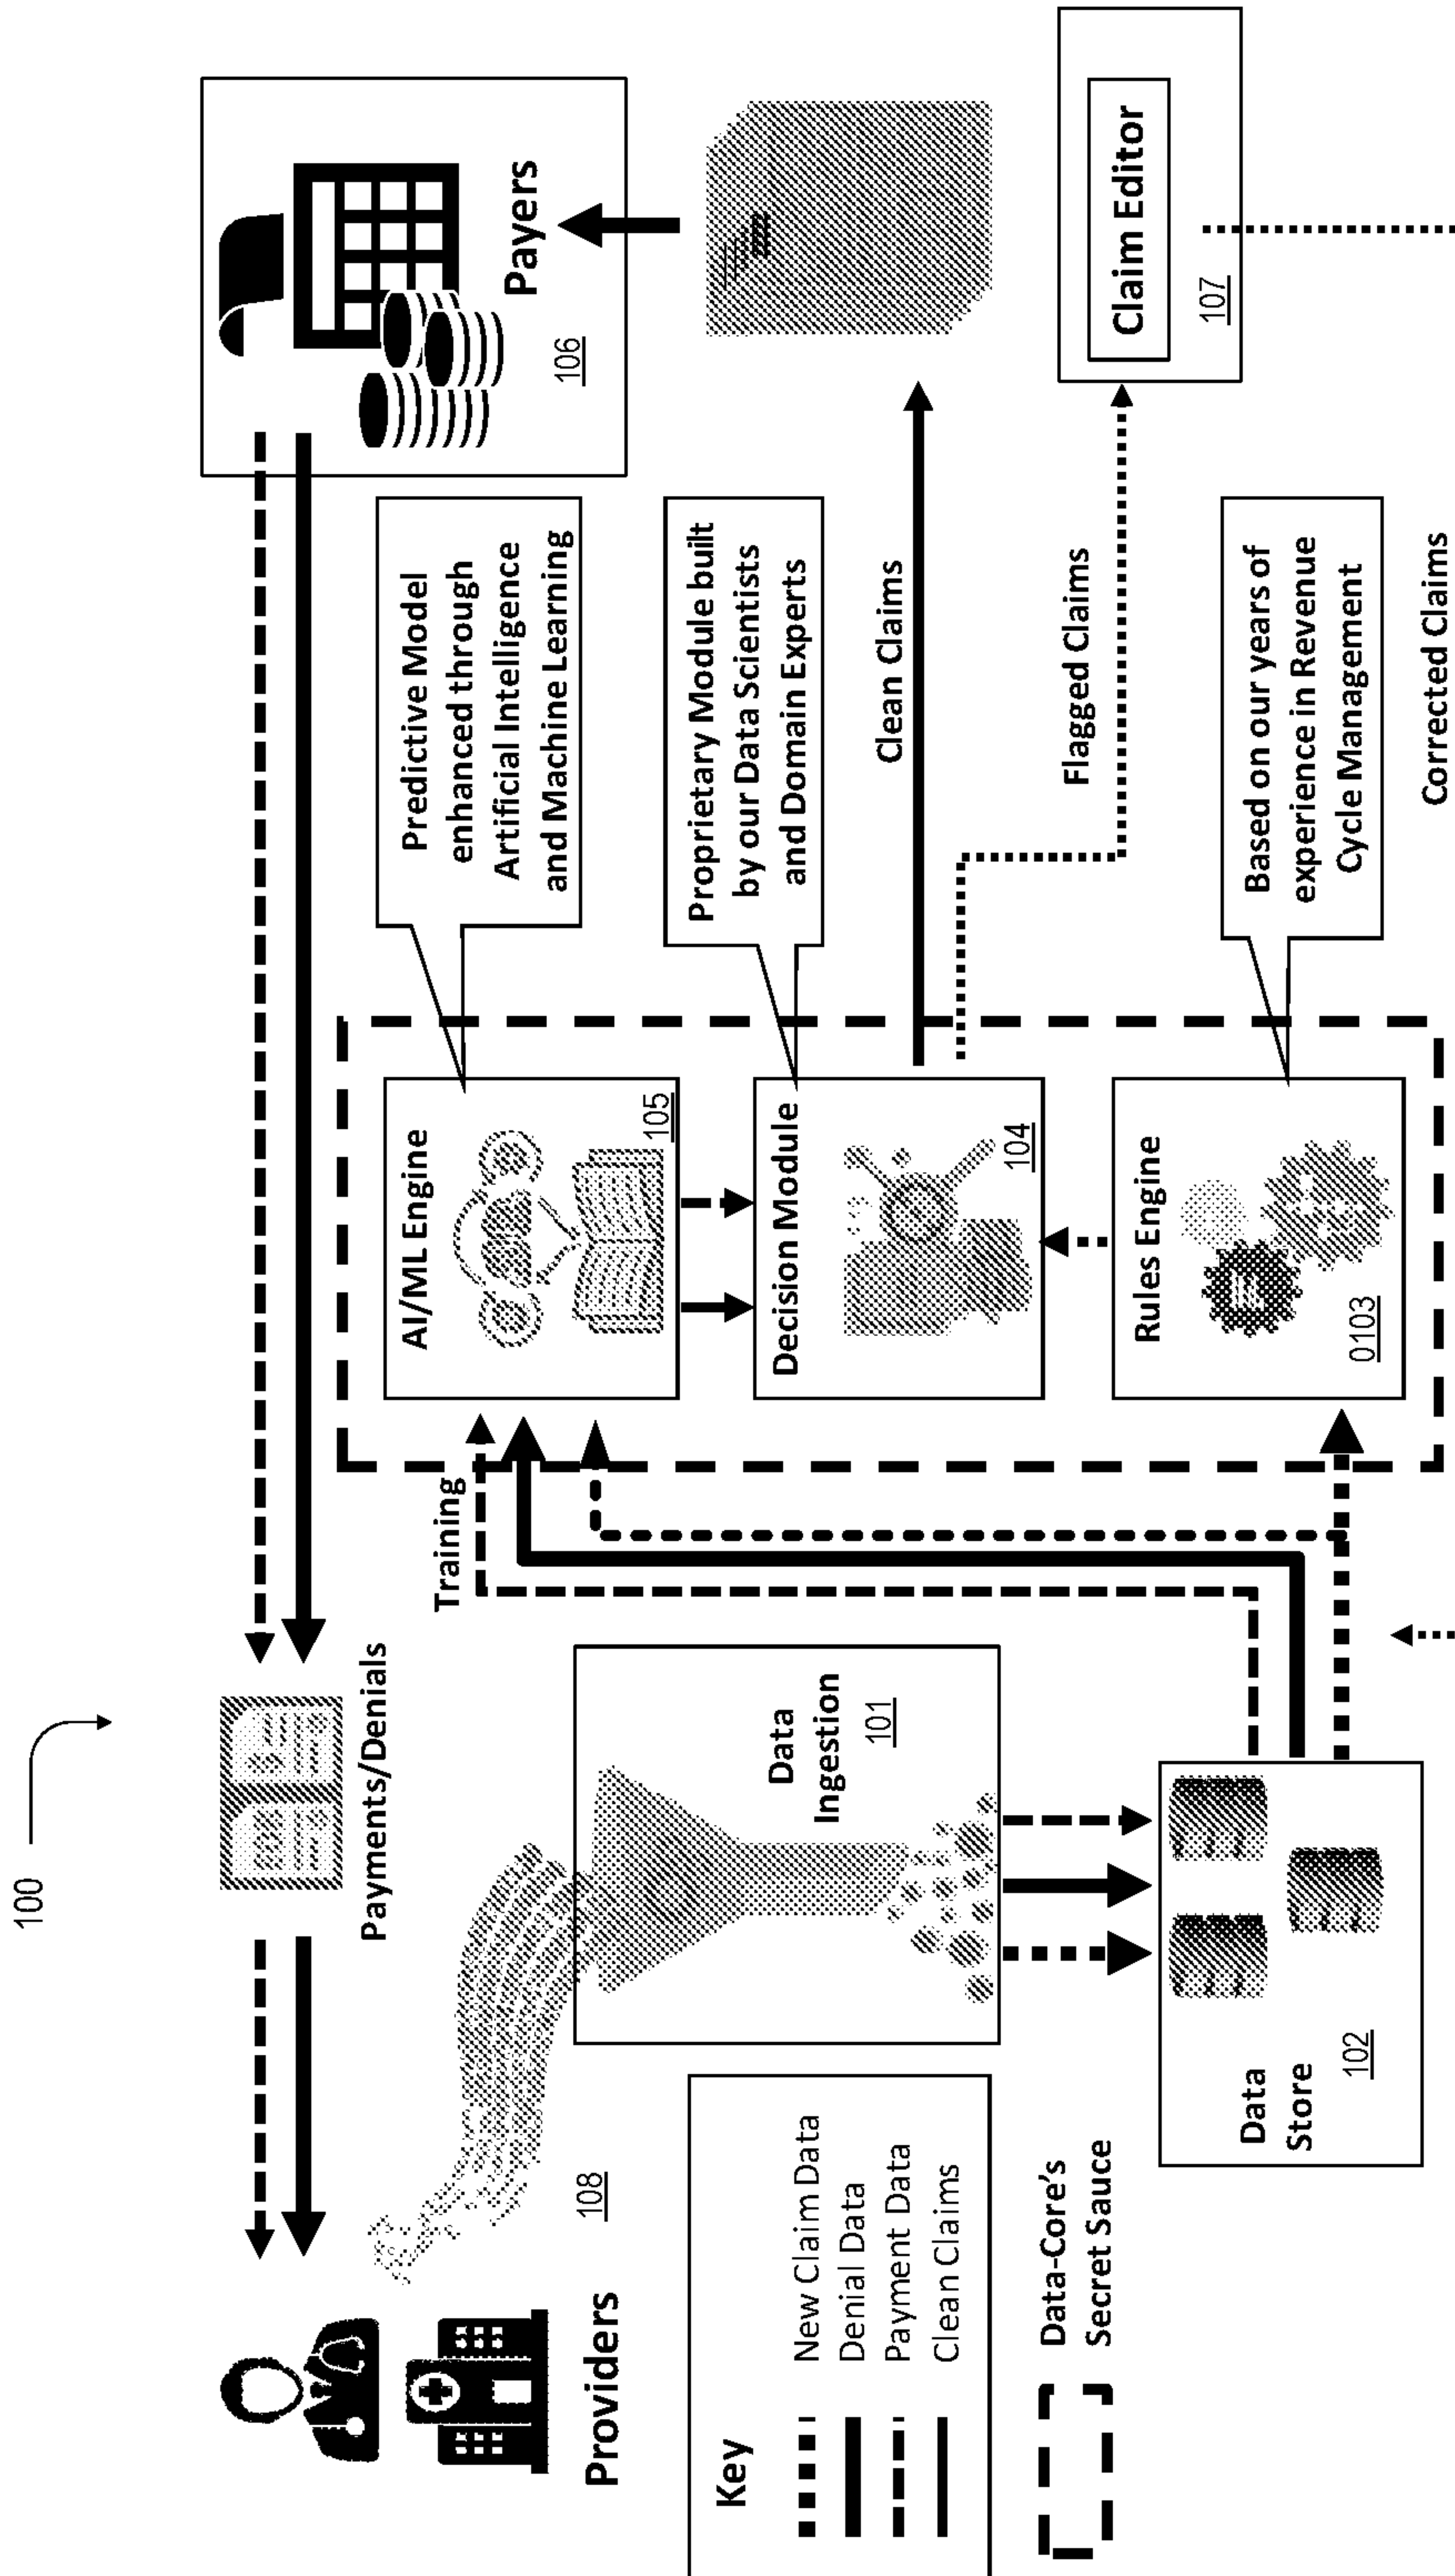 100
Providers
108
Payments/Denials
Payers
106
Key
New Claim Data
Denial Data
Payment Data
Clean Claims
Data-Core's
Secret Sauce
Data
Ingestion
101
Data
Store
102
Training
AI/ML Engine
105
Decision Module
104
Rules Engine
0103
Predictive Model
enhanced through
Artificial Intelligence
and Machine Learning
Proprietary Module built
by our Data Scientists
and Domain Experts
Clean Claims
Flagged Claims
Based on our years of
experience in Revenue
Cycle Management
Corrected Claims
Claim Editor
107